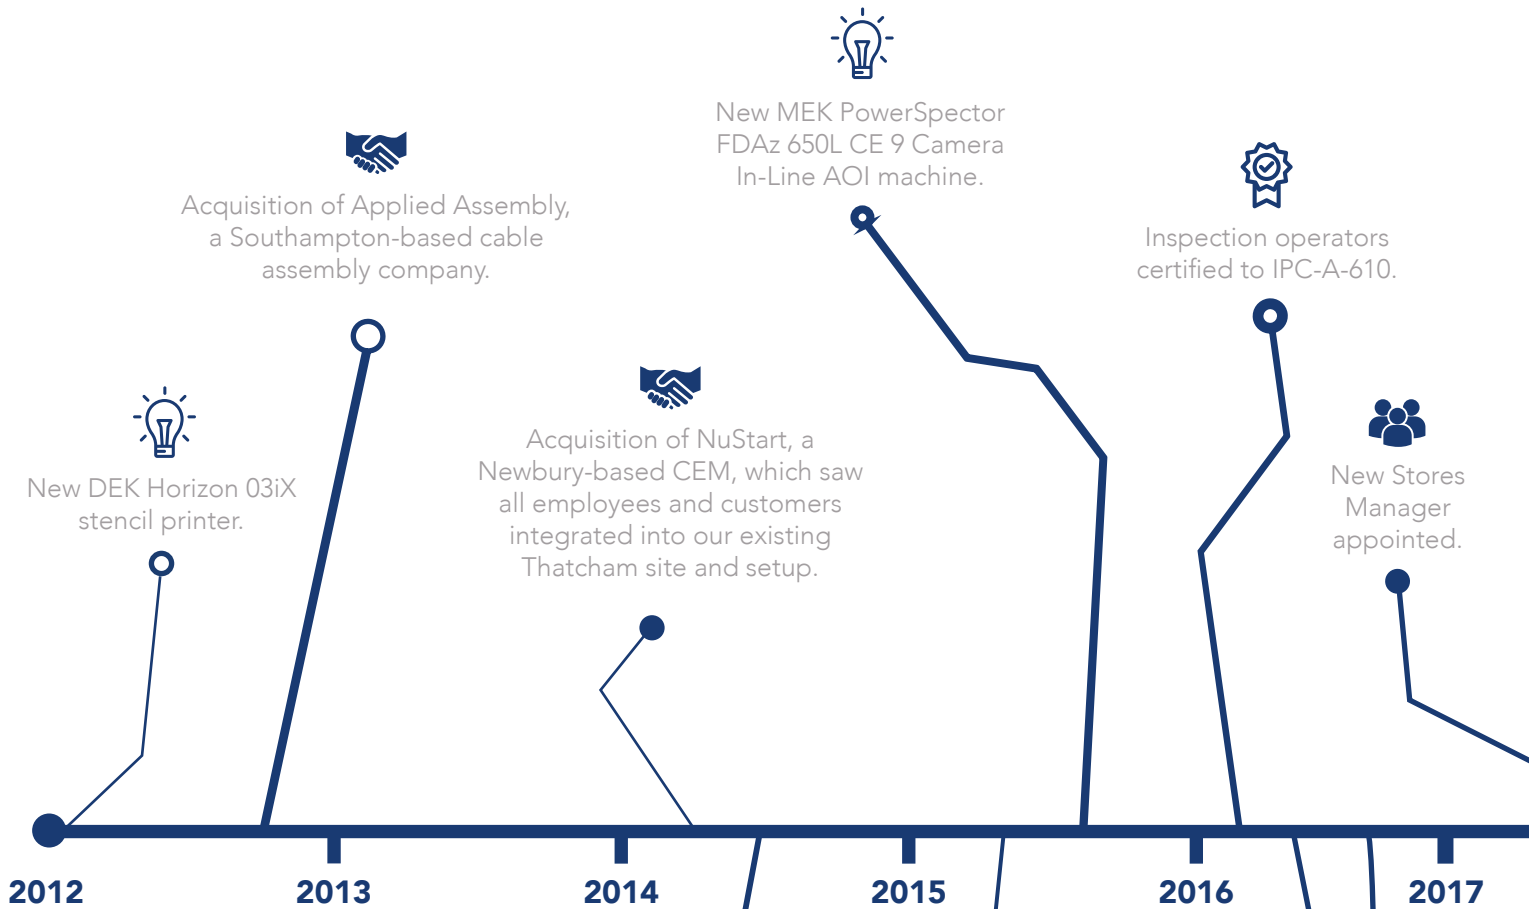 New MEK PowerSpector
FDAz 650L CE 9 Camera
In-Line AOI machine.
Acquisition of Applied Assembly,
a Southampton-based cable
assembly company.
Inspection operators
certified to IPC-A-610.
Acquisition of NuStart, a
Newbury-based CEM, which saw
all employees and customers
integrated into our existing
Thatcham site and setup.
New Stores
Manager
appointed.
New DEK Horizon 03iX
stencil printer.
2012
2013
2014
2015
2016
2017